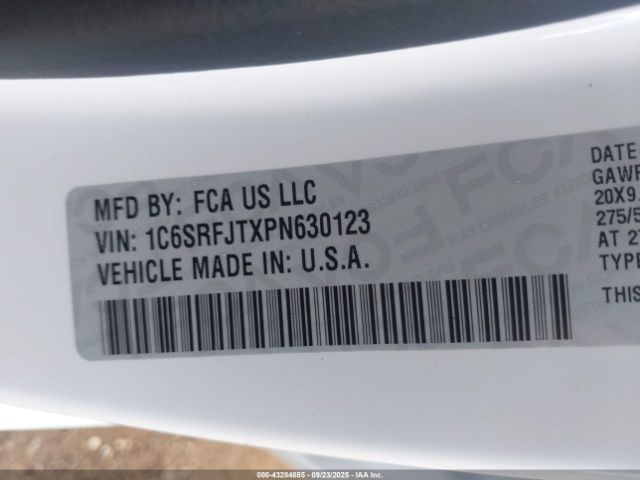 MFD BY: FCA US LLC
VIN: 1C6SRFJTXPN630123
VEHICLE MADE IN: U.S.A.
DATE
GAWR
20X9.
275/5
AT 27
TYPE
THIS
000-43284885 - 09/23/2025 - IAA Inc.